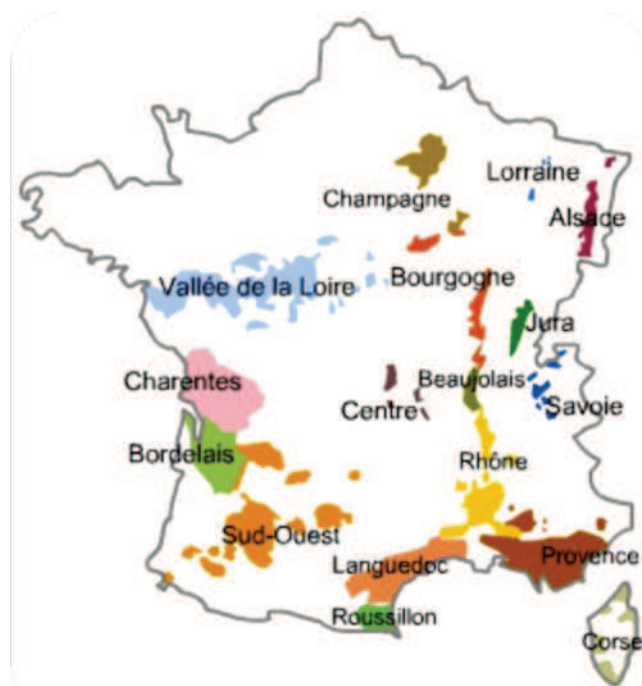 Lorraine
Champagne
Alsace
Bourgogne
Vallée de la Loire
Jura
Charentes
Beaujolais
Centre
Savoie
Bordelais
Rhône
Sud-Ouest
Languedoc
Provence
Roussillon
Corse